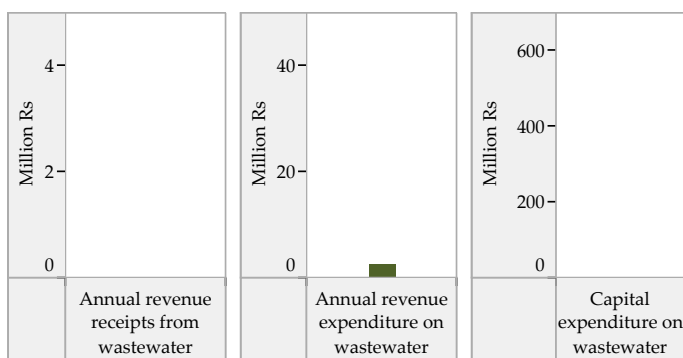 Million Rs
4
2
0
Annual revenue
receipts from
wastewater
Million Rs
40
20
0
Annual revenue
expenditure on
wastewater
Million Rs
600
400
200
0
Capital
expenditure on
wastewater